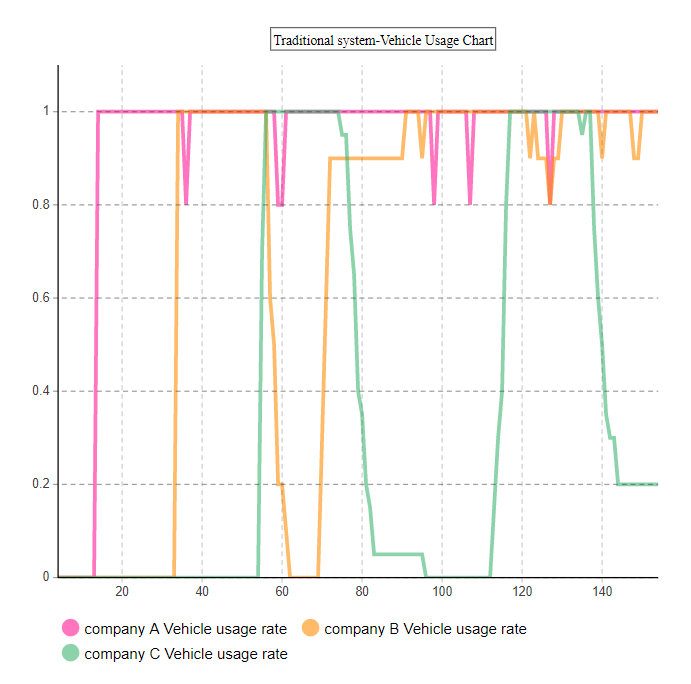 Traditional system-Vehicle Usage Chart
1
0.8
0.6
0.4
0.2
0
20 40 60 80 100 120 140
company A Vehicle usage rate company B Vehicle usage rate
company C Vehicle usage rate